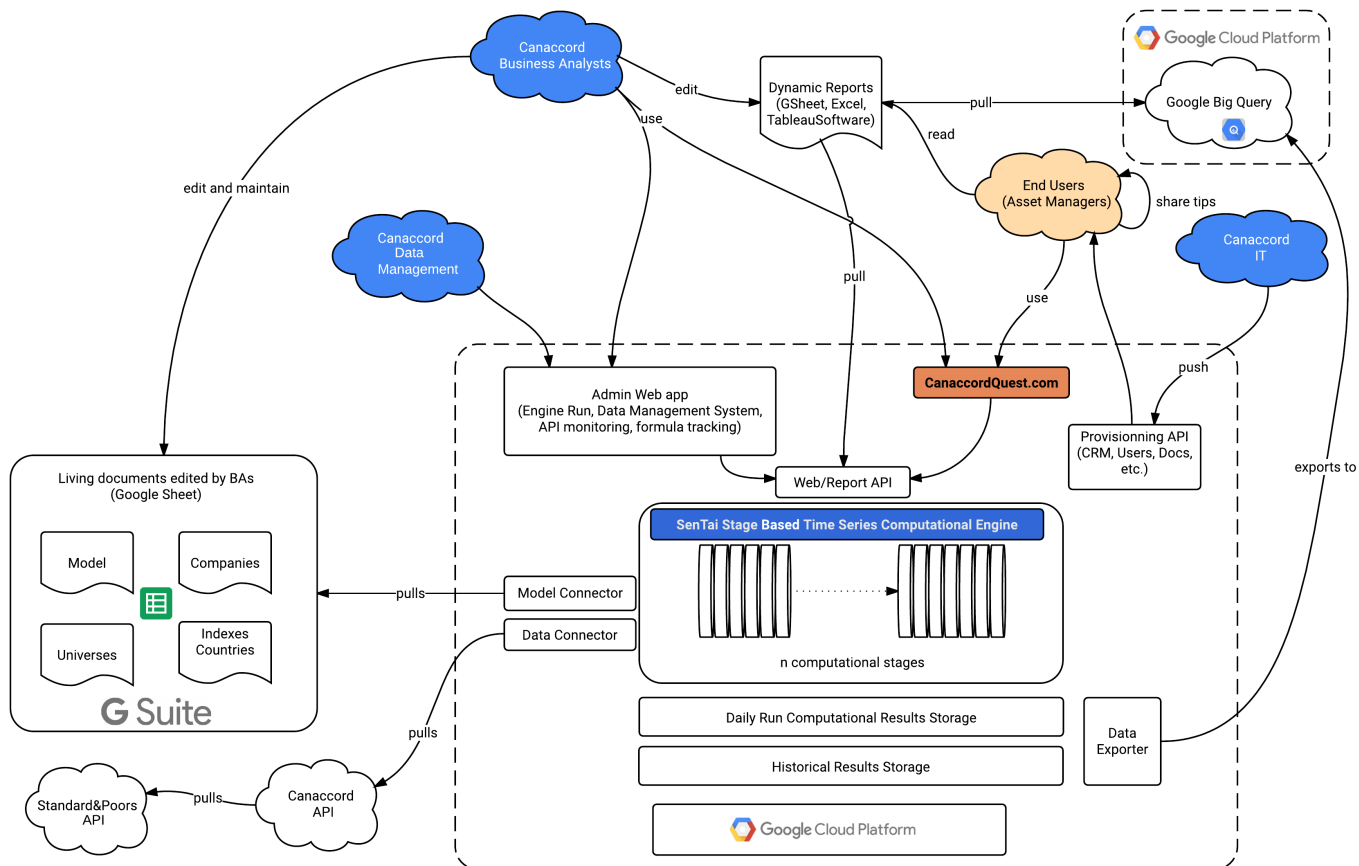 Canaccord
Business Analysts
Google Cloud Platform
Dynamic Reports
(GSheet, Excel,
TableauSoftware)
edit
pull
Google Big Query
use
read
End Users
(Asset Managers)
share tips
edit and maintain
Canaccord
Data
Management
Canaccord
IT
pull
use
push
CanaccordQuest.com
Admin Web app
(Engine Run, Data Management System,
API monitoring, formula tracking)
Provisionning API
(CRM, Users, Docs,
etc.)
exports to
Web/Report API
Living documents edited by BAs
(Google Sheet)
SenTai Stage Based Time Series Computational Engine
Model
Companies
pulls
Model Connector
Data Connector
Universes
Indexes
Countries
n computational stages
G Suite
Daily Run Computational Results Storage
pulls
Data
Exporter
Historical Results Storage
Standard&Poors
API
pulls
Canaccord
API
Google Cloud Platform